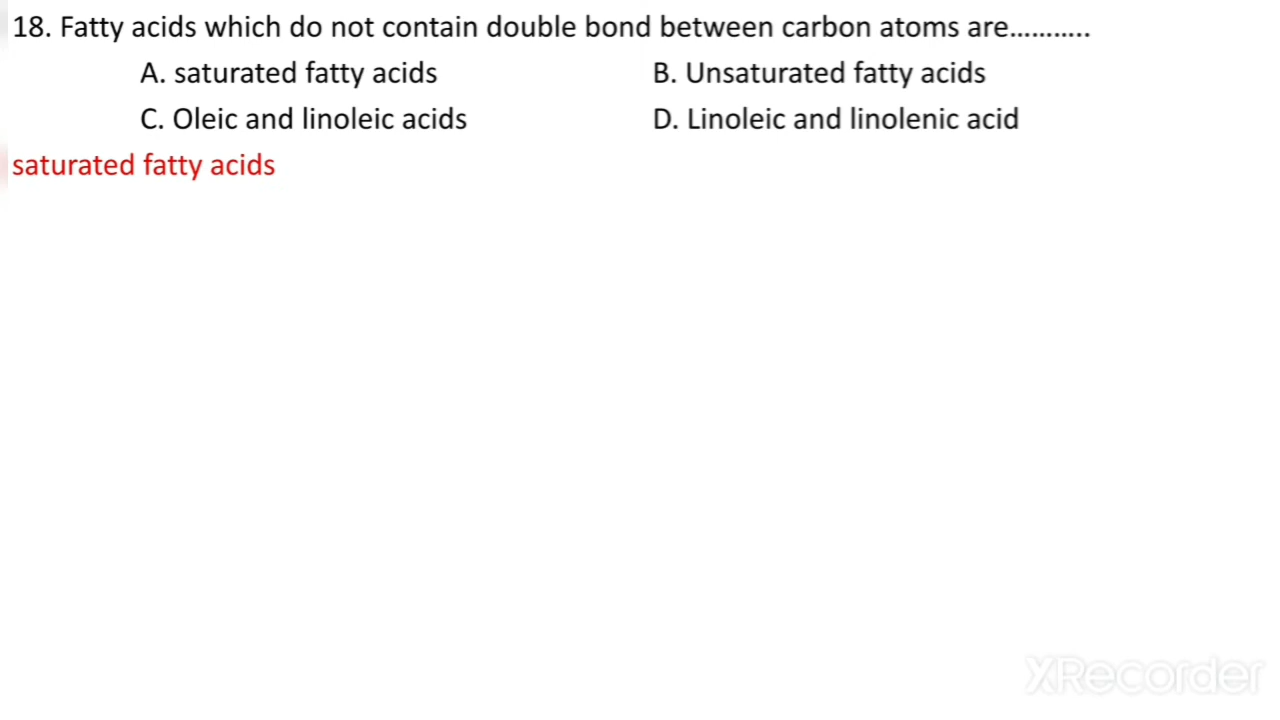 18. Fatty acids which do not contain double bond between carbon atoms are………..
A. saturated fatty acids B. Unsaturated fatty acids
C. Oleic and linoleic acids D. Linoleic and linolenic acid
saturated fatty acids
XRecorder